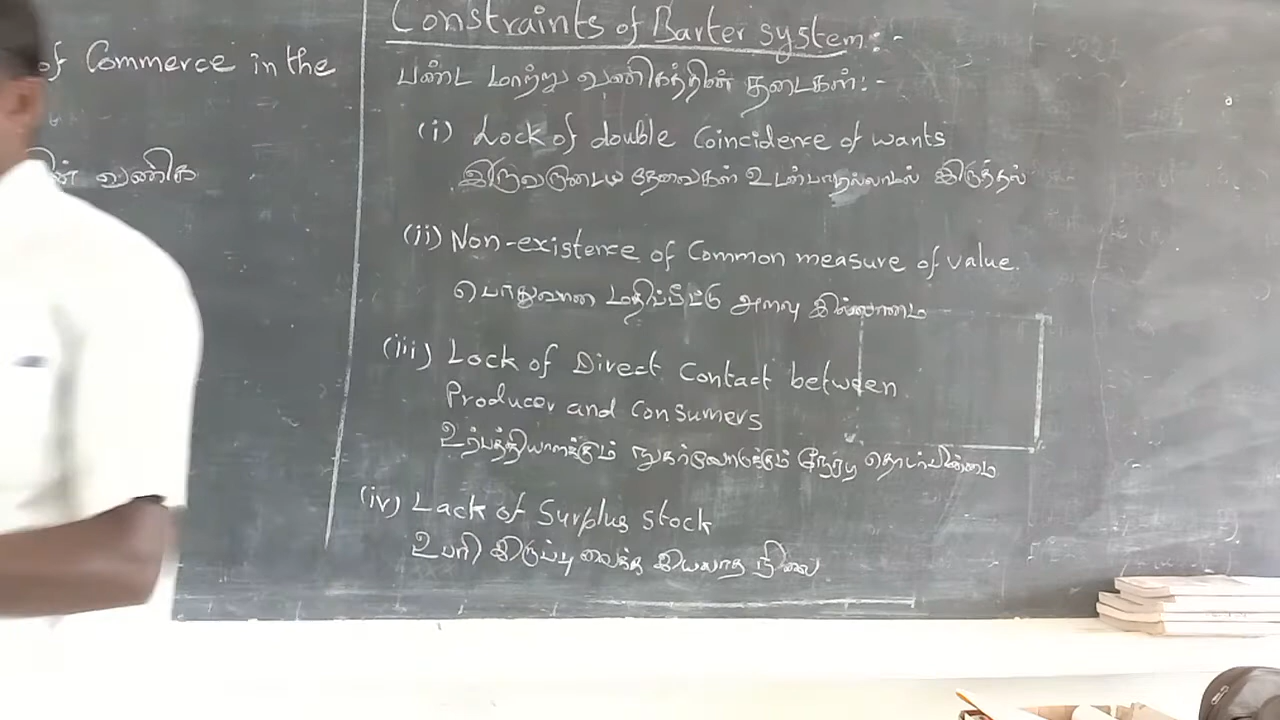 of Commerce in the
ின் வணிக
Constraints of Barter system:-
பண்ட மாற்று வணிகத்தின் தடைகள்:-
(i) Lack of double Coincidence of wants
இருவருடைய தேவைகள் உடன்பாடில்லாமல் இருத்தல்
(ii) Non-existence of Common measure of value.
பொதுவான மதிப்பீட்டு அளவு இல்லாமை
(iii) Lack of Direct Contact between
Producer and Consumers
உற்பத்தியாளருக்கும் நுகர்வோருக்கும் நேரடி தொடர்பின்மை
(iv) Lack of Surplus stock
உபரி இருப்பு வைக்க இயலாத நிலை